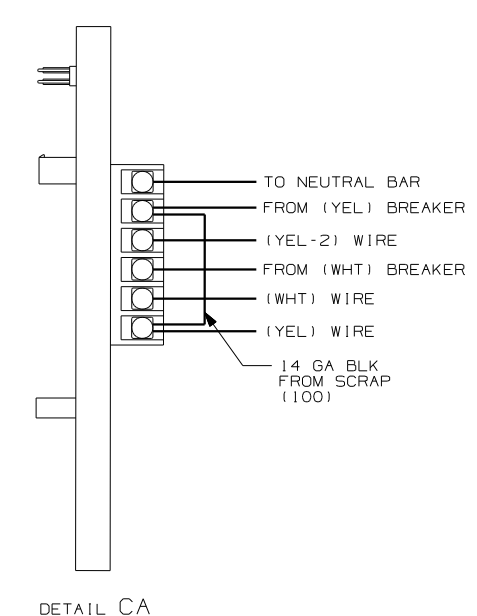 TO NEUTRAL BAR
FROM (YEL) BREAKER
(YEL-2) WIRE
FROM (WHT) BREAKER
(WHT) WIRE
(YEL) WIRE
14 GA BLK
FROM SCRAP
(100)
DETAIL CA